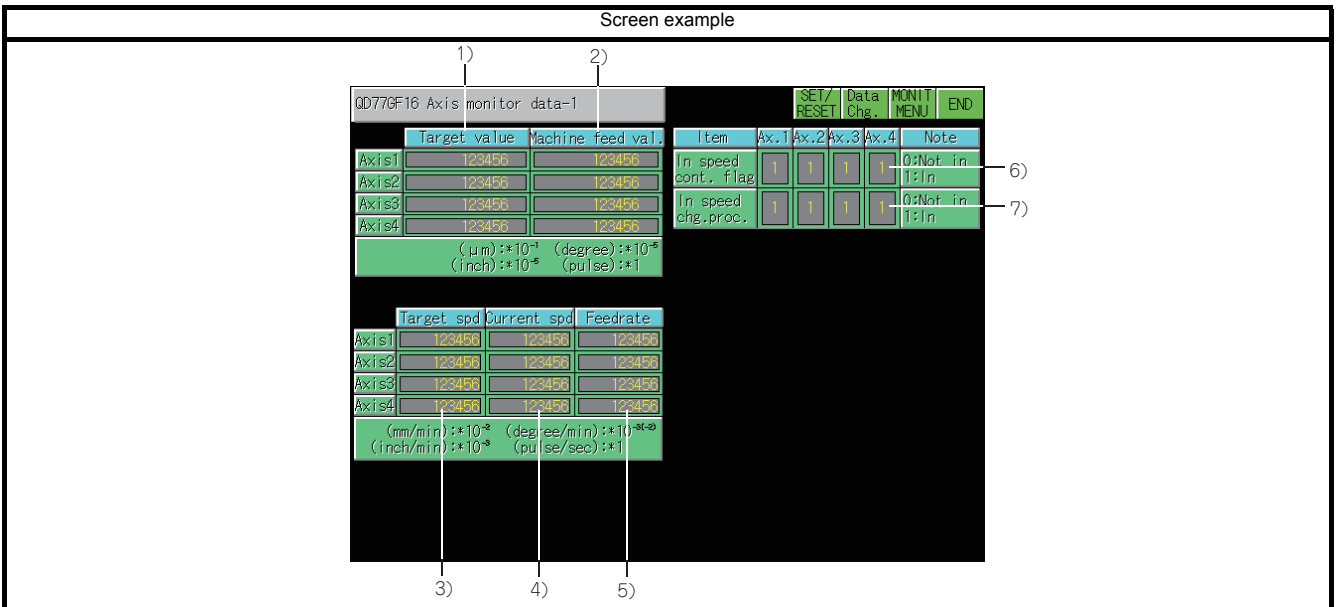 Screen example
1) 2)
QD77GF16 Axis monitor data-1
SET/ RESET Data Chg. MONIT MENU END
Target value Machine feed val.
Axis1 123456 123456
Axis2 123456 123456
Axis3 123456 123456
Axis4 123456 123456
(μm):*10⁻¹ (degree):*10⁻⁵
(inch):*10⁻⁵ (pulse):*1
Item Ax.1 Ax.2 Ax.3 Ax.4 Note
In speed cont. flag 1 1 1 1 0:Not in 1:In 6)
In speed chg.proc. 1 1 1 1 0:Not in 1:In 7)
Target spd Current spd Feedrate
Axis1 123456 123456 123456
Axis2 123456 123456 123456
Axis3 123456 123456 123456
Axis4 123456 123456 123456
(mm/min):*10⁻² (degree/min):*10⁻³⁽⁻²⁾
(inch/min):*10⁻³ (pulse/sec):*1
3) 4) 5)